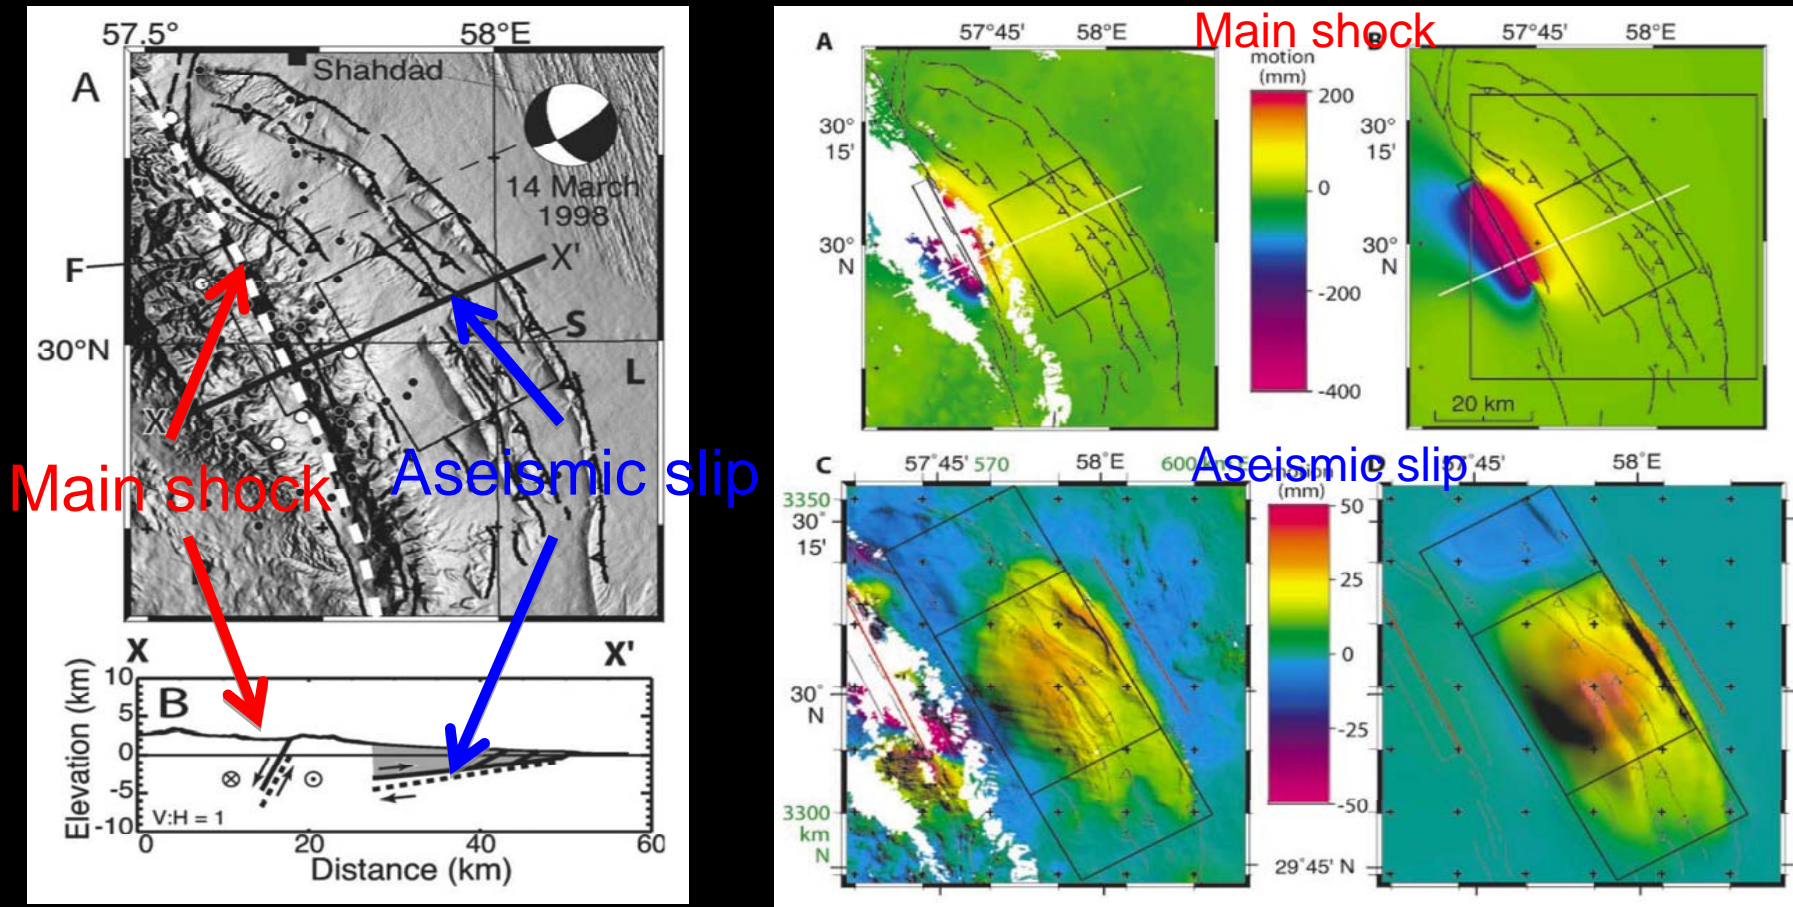 57.5°
58°E
A
Shahdad
14 March
1998
X'
F
S
30°N
L
X
Main shock
Aseismic slip
X
X'
Elevation (km)
10
5
0
-5
-10
B
V:H = 1
0
20
40
60
Distance (km)
Main shock
A
57°45'
58°E
motion
(mm)
200
0
-200
-400
30°
15'
30°
N
B
57°45'
58°E
30°
15'
30°
N
20 km
Aseismic slip
C
57°45'
570
58°E
600 km E
motion
(mm)
50
25
0
-25
-50
3350
30°
15'
30°
N
3300
km
N
D
57°45'
58°E
29°45' N